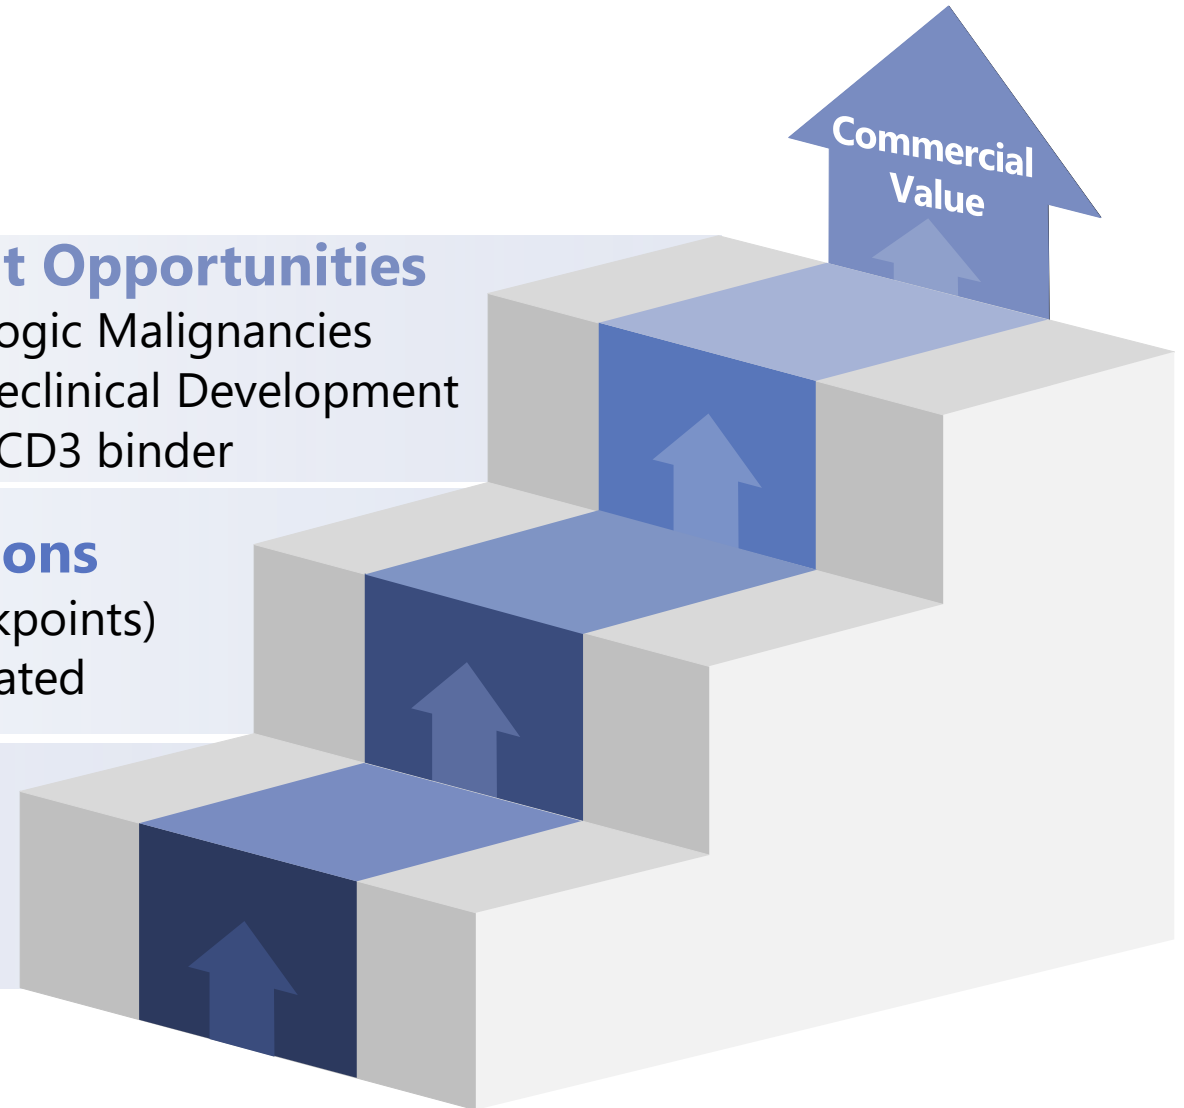 Commercial
Value
t Opportunities
ogic Malignancies
eclinical Development
CD3 binder
ons
kpoints)
ated